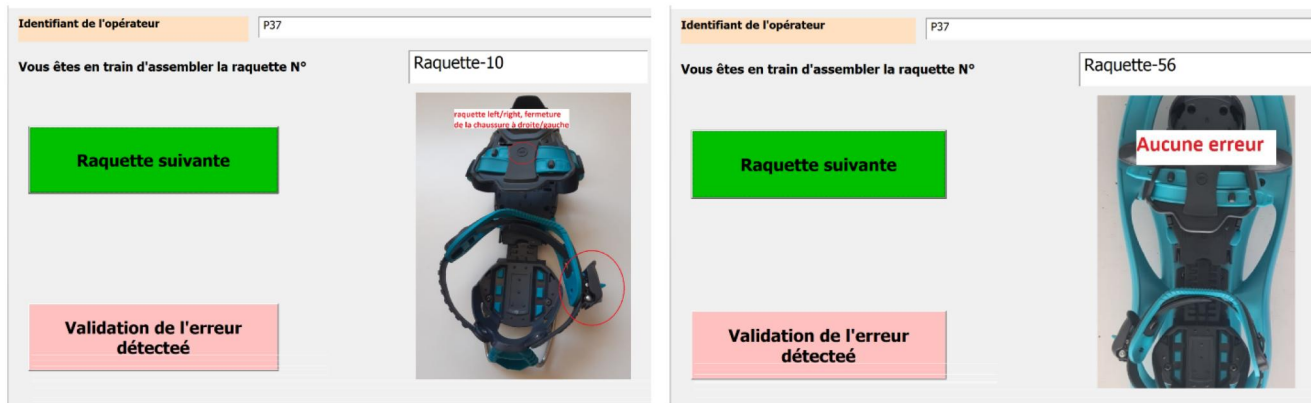 Identifiant de l'opérateur
P37
Vous êtes en train d'assembler la raquette N°
Raquette-10
raquette left/right, fermeture
de la chaussure à droite/gauche
Raquette suivante
Validation de l'erreur
détecteé
Identifiant de l'opérateur
P37
Vous êtes en train d'assembler la raquette N°
Raquette-56
Aucune erreur
Raquette suivante
Validation de l'erreur
détecteé